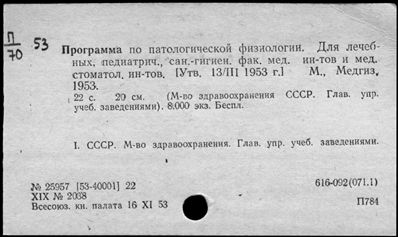 П
70
53
Программа по патологической физиологии. Для лечеб-
ных, педиатрич., сан.-гигиен. фак. мед. ин-тов и мед.
стоматол. ин-тов. [Утв. 13/III 1953 г.] М., Медгиз,
1953.
22 с. 20 см. (М-во здравоохранения СССР. Глав. упр.
учеб. заведениями). 8.000 экз. Беспл.
I. СССР. М-во здравоохранения. Глав. упр. учеб. заведениями.
№ 25957 [53-40001] 22
616-092(071.1)
XIX № 2068
П784
Всесоюз. кн. палата 16 XI 53